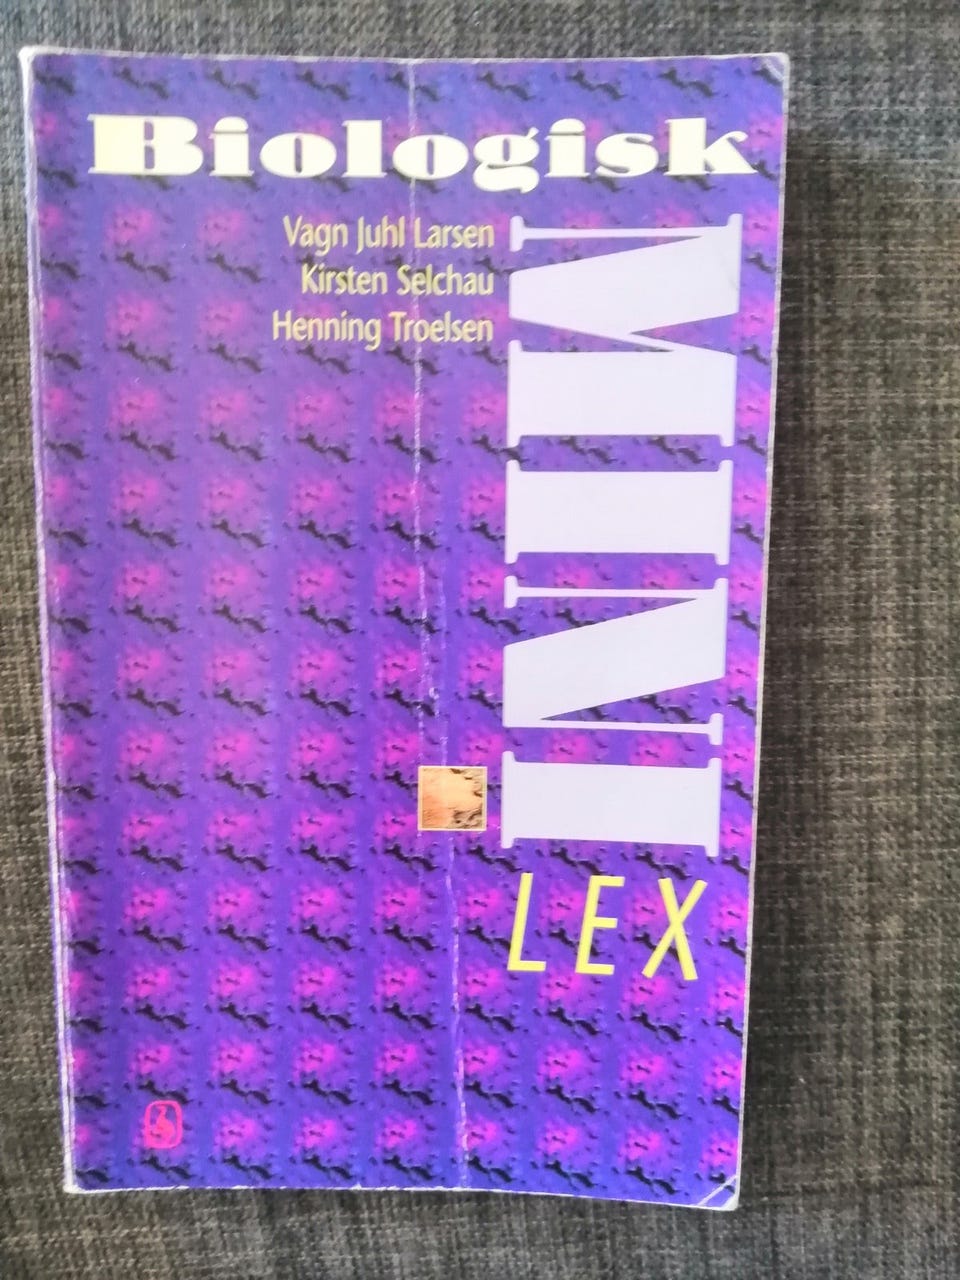 Biologisk
Vagn Juhl Larsen
Kirsten Selchau
Henning Troelsen
MINI
LEX